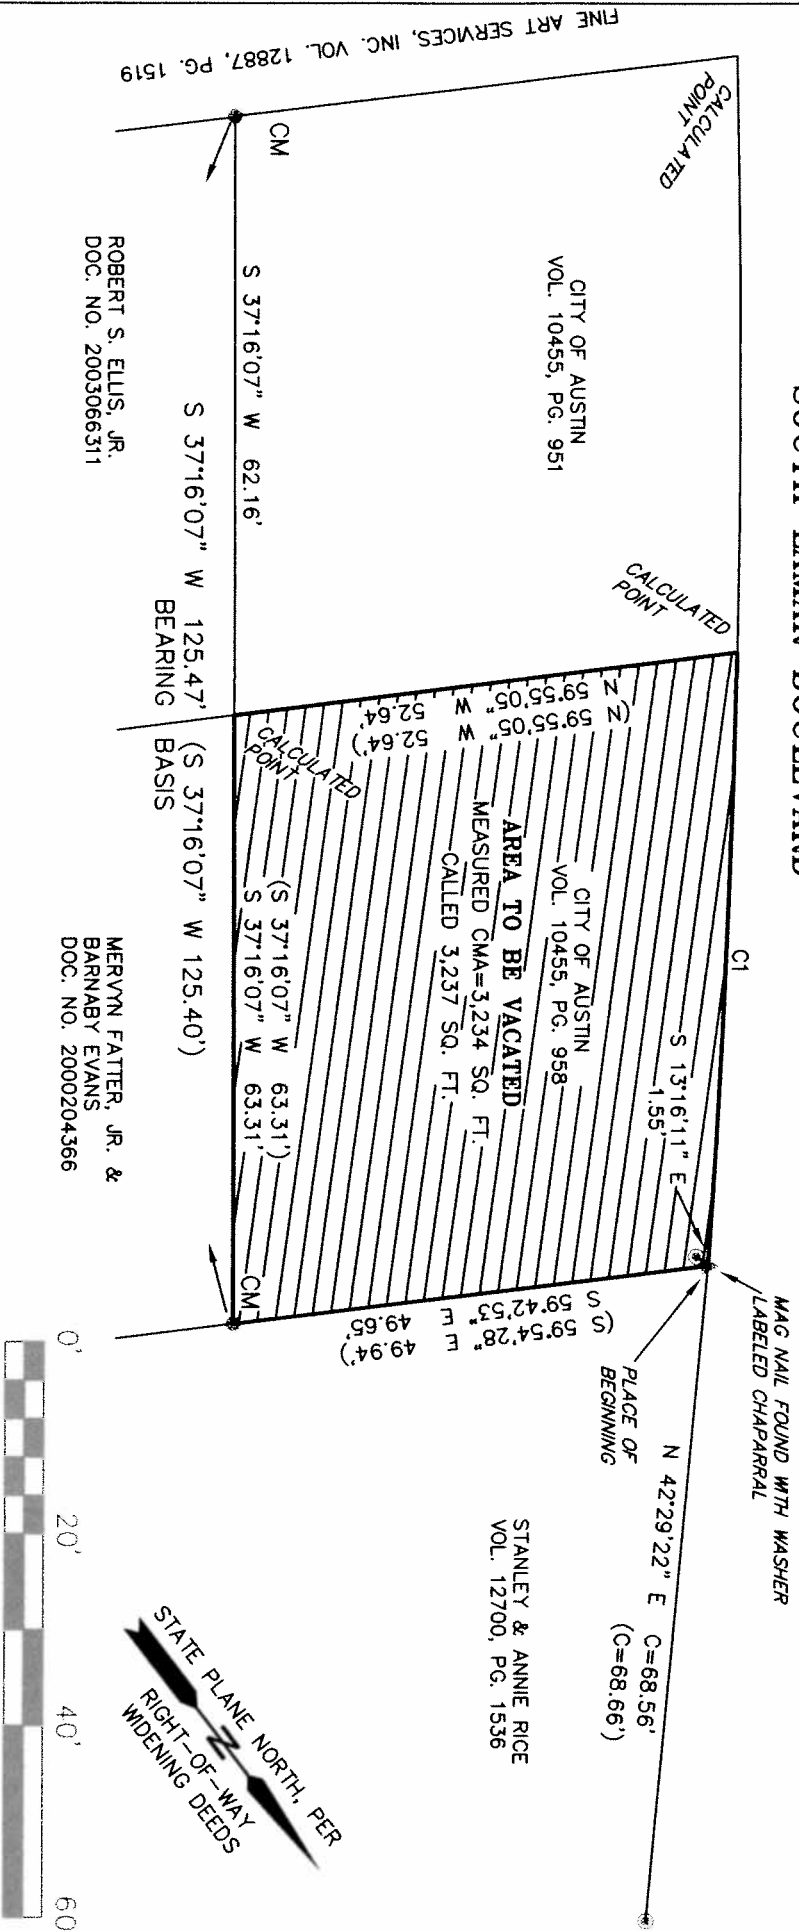 FINE ART SERVICES, INC. VOL. 12887, PG. 1519
CALCULATED
POINT
CM
S 37°16'07" W 62.16'
CITY OF AUSTIN
VOL. 10455, PG. 951
ROBERT S. ELLIS, JR.
DOC. NO. 2003066311
S 37°16'07" W 125.47' (S 37°16'07" W 125.40')
BEARING BASIS
CALCULATED
POINT
N 59°55'05" W 52.64'
(N 59°55'05" W 52.64')
CALCULATED
POINT
C1
CITY OF AUSTIN
VOL. 10455, PG. 958
AREA TO BE VACATED
MEASURED CMA=3,234 SQ. FT.
CALLED 3,237 SQ. FT.
(S 37°16'07" W 63.31')
S 37°16'07" W 63.31'
S 13°16'11" E
1.55'
MERVYN FATTER, JR. &
BARNABY EVANS
DOC. NO. 2000204366
CM
S 59°42'53" E 49.65'
(S 59°54'28" E 49.94')
MAG NAIL FOUND WITH WASHER
LABELED CHAPARRAL
PLACE OF
BEGINNING
N 42°29'22" E C=68.56'
(C=68.66')
STANLEY & ANNIE RICE
VOL. 12700, PG. 1536
STATE PLANE NORTH, PER
N
RIGHT-OF-WAY
WIDENING DEEDS
0' 20' 40' 60